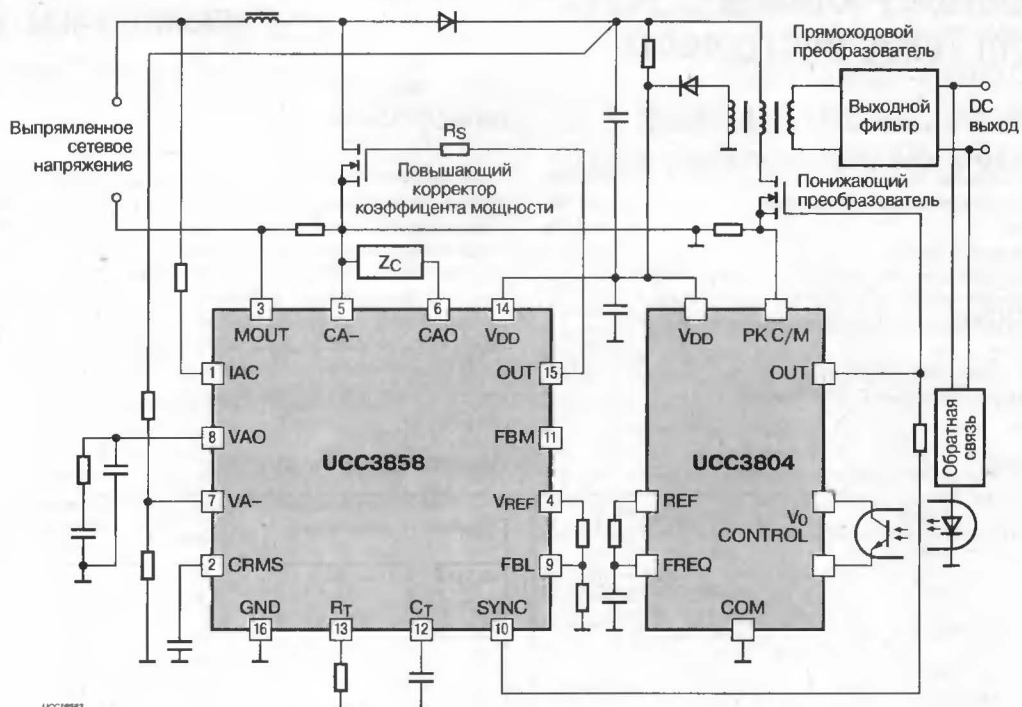 Прямоходовой
преобразователь
Выходной
фильтр
DC
выход
Выпрямленное
сетевое
напряжение
RS
Повышающий
корректор
коэффицента мощности
Понижающий
преобразователь
ZC
3
5
6
14
MOUT
CA–
CAO
VDD
VDD
PK C/M
1
IAC
OUT
15
OUT
8
VAO
FBM
11
UCC3858
UCC3804
Обратная
связь
7
VA–
VREF
4
REF
V0
CONTROL
2
CRMS
FBL
9
FREQ
GND
RT
CT
SYNC
COM
16
13
12
10